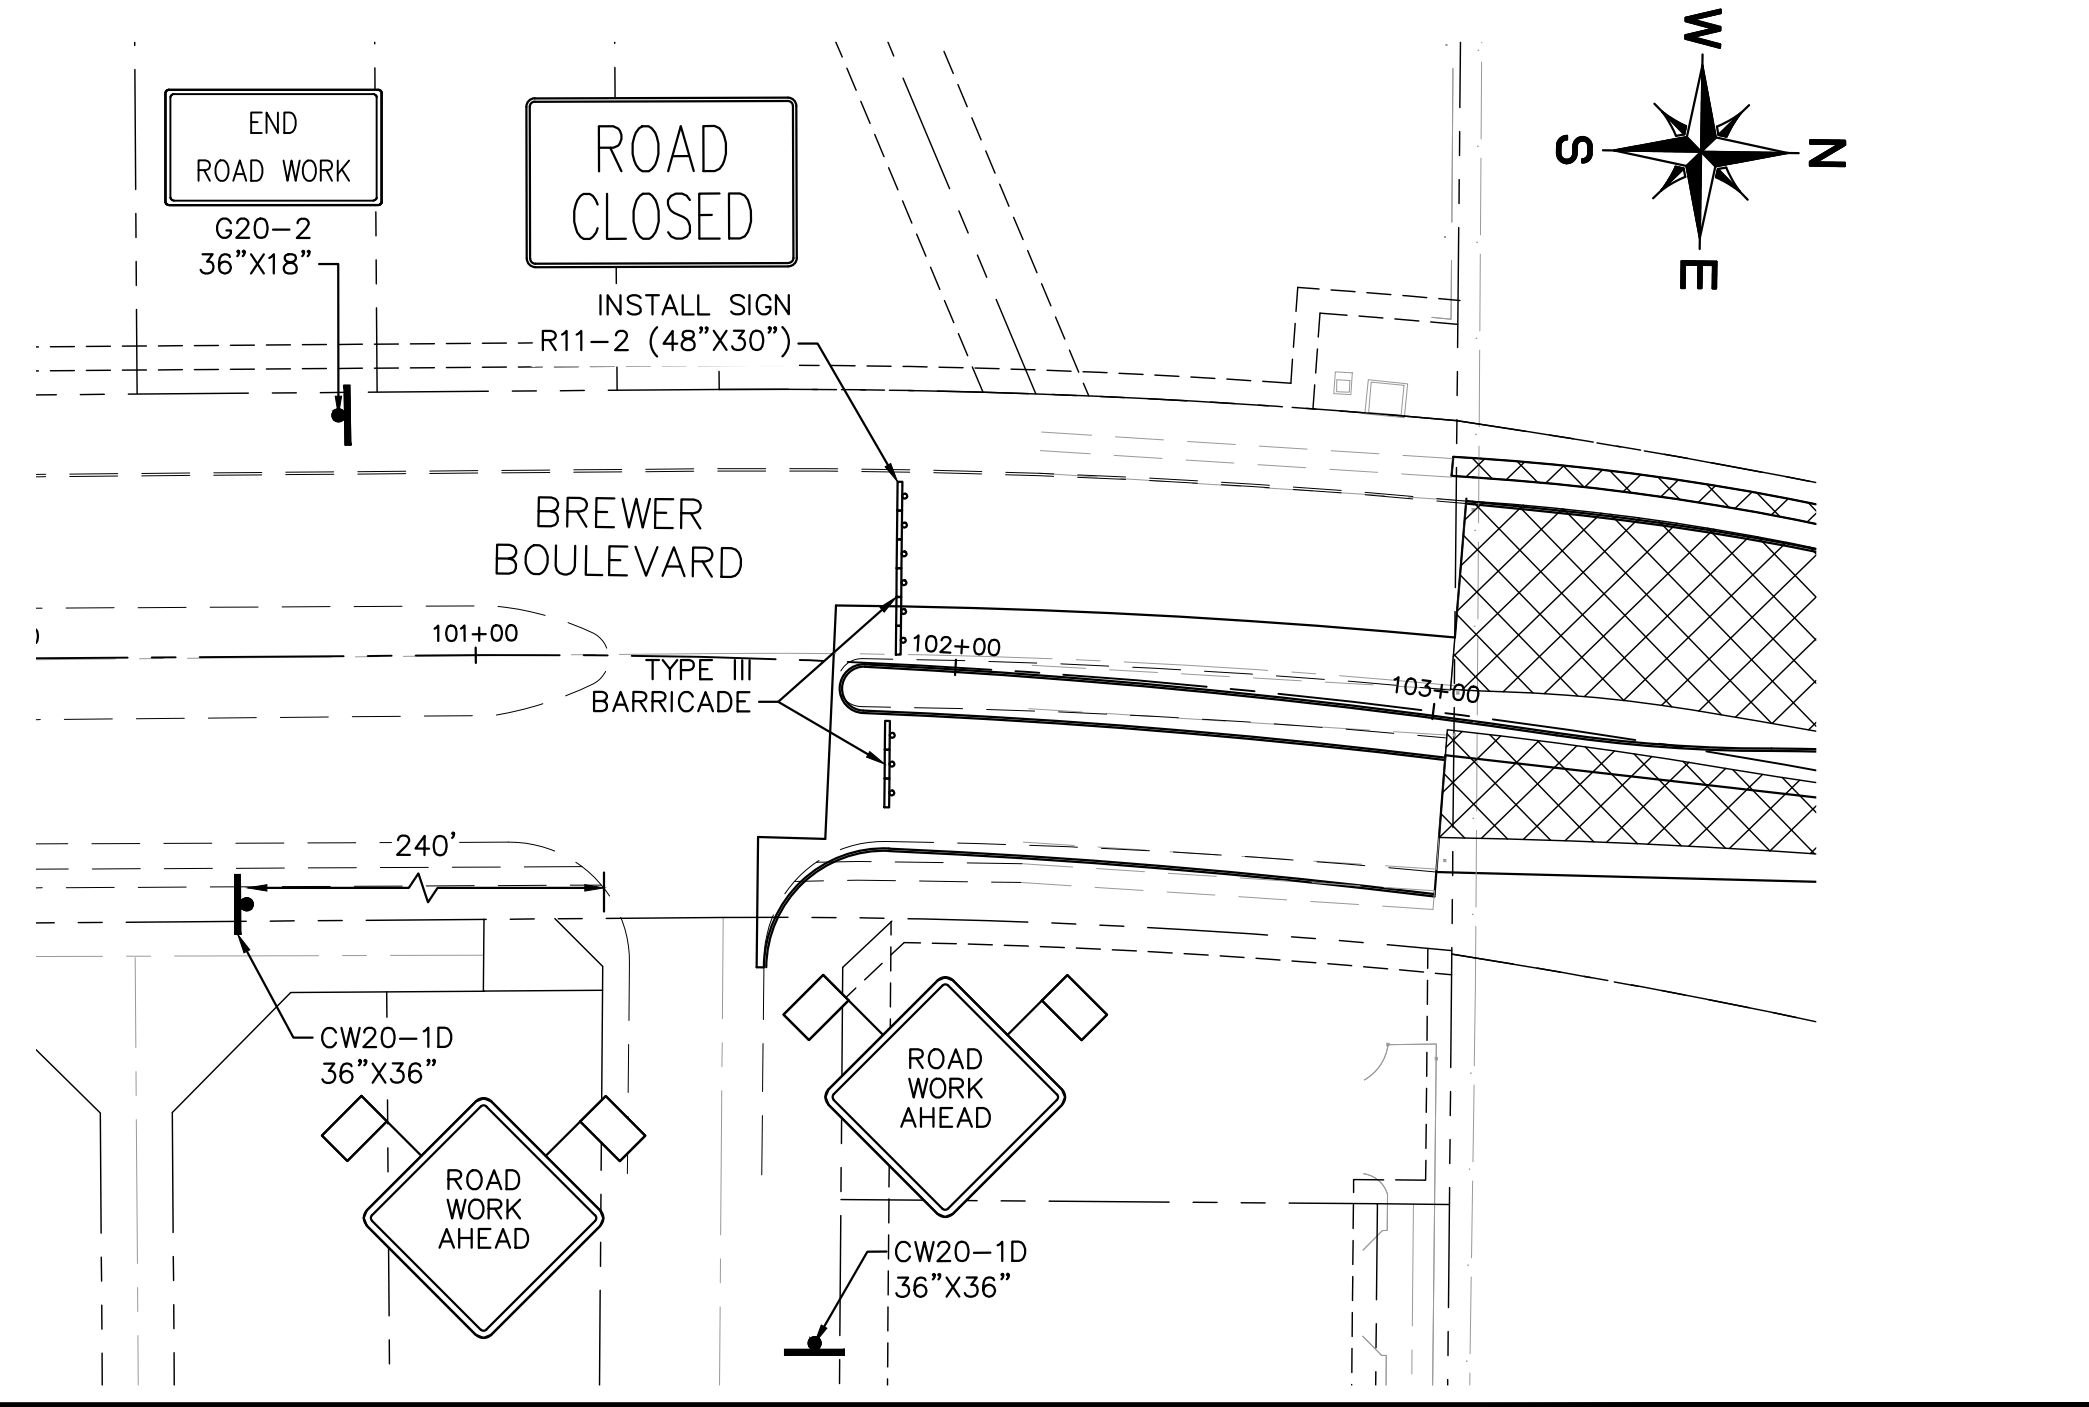 W
N
S
E
END
ROAD WORK
G20-2
36"X18"
ROAD
CLOSED
INSTALL SIGN
R11-2 (48"X30")
BREWER
BOULEVARD
101+00
102+00
103+00
TYPE III
BARRICADE
240'
CW20-1D
36"X36"
ROAD
WORK
AHEAD
ROAD
WORK
AHEAD
CW20-1D
36"X36"